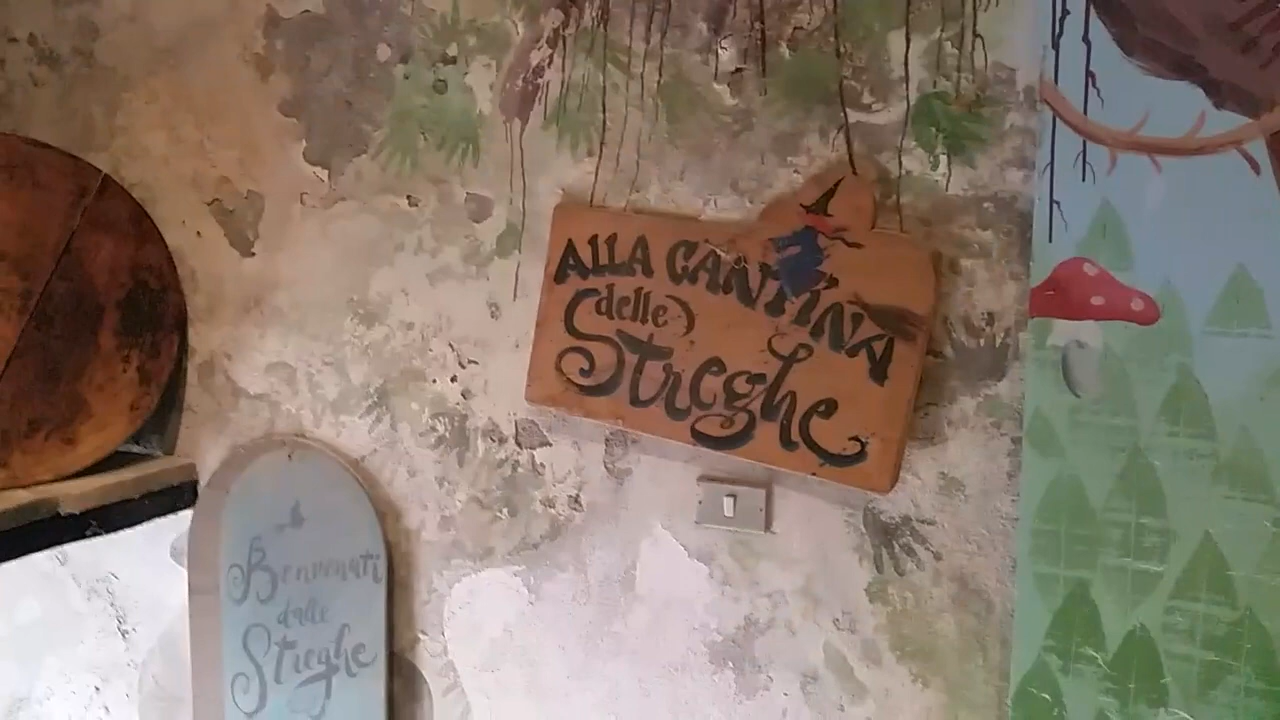 ALLA CANTINA
delle
Streghe
Benvenuti
dalle
Streghe